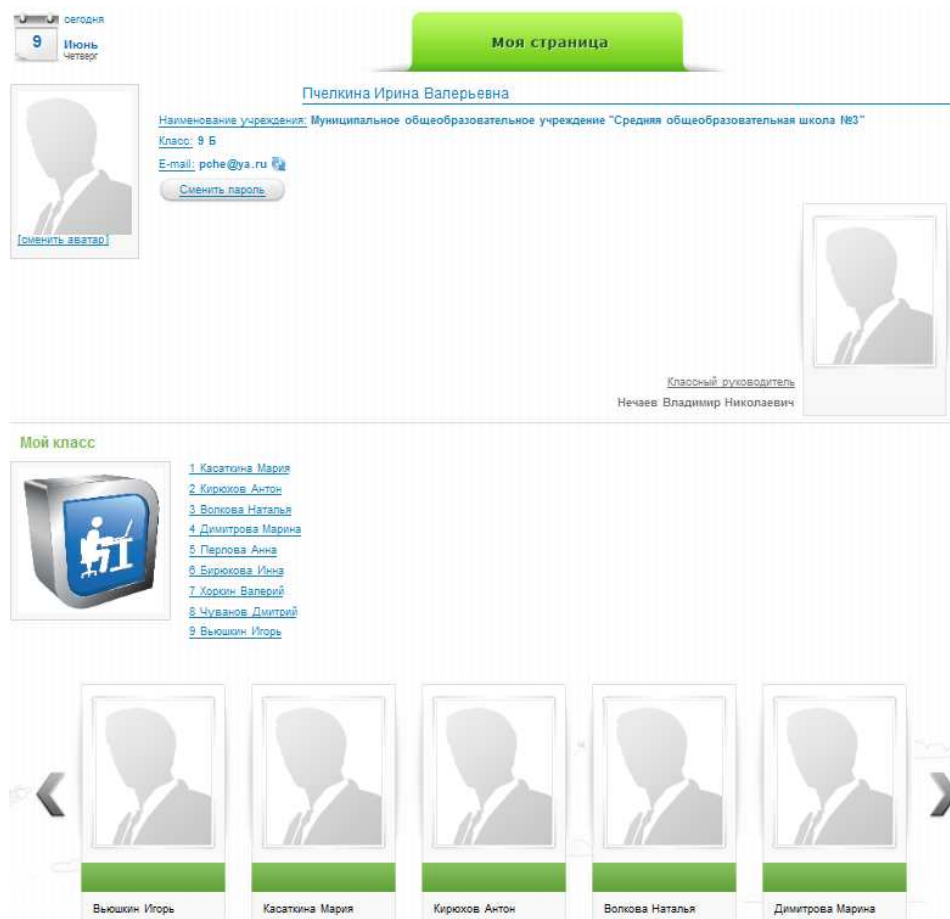 сегодня
9
Июнь
Четверг
Моя страница
Пчелкина Ирина Валерьевна
Наименование учреждения: Муниципальное общеобразовательное учреждение "Средняя общеобразовательная школа №3"
Класс: 9 Б
E-mail: pche@ya.ru
Сменить пароль
[сменить аватар]
Классный руководитель
Нечаев Владимир Николаевич
Мой класс
1 Касаткина Мария
2 Кирюхов Антон
3 Волкова Наталья
4 Димитрова Марина
5 Перлова Анна
6 Бирюкова Инна
7 Хоркин Валерий
8 Чуванов Дмитрий
9 Вьюшкин Игорь
Вьюшкин Игорь
Касаткина Мария
Кирюхов Антон
Волкова Наталья
Димитрова Марина